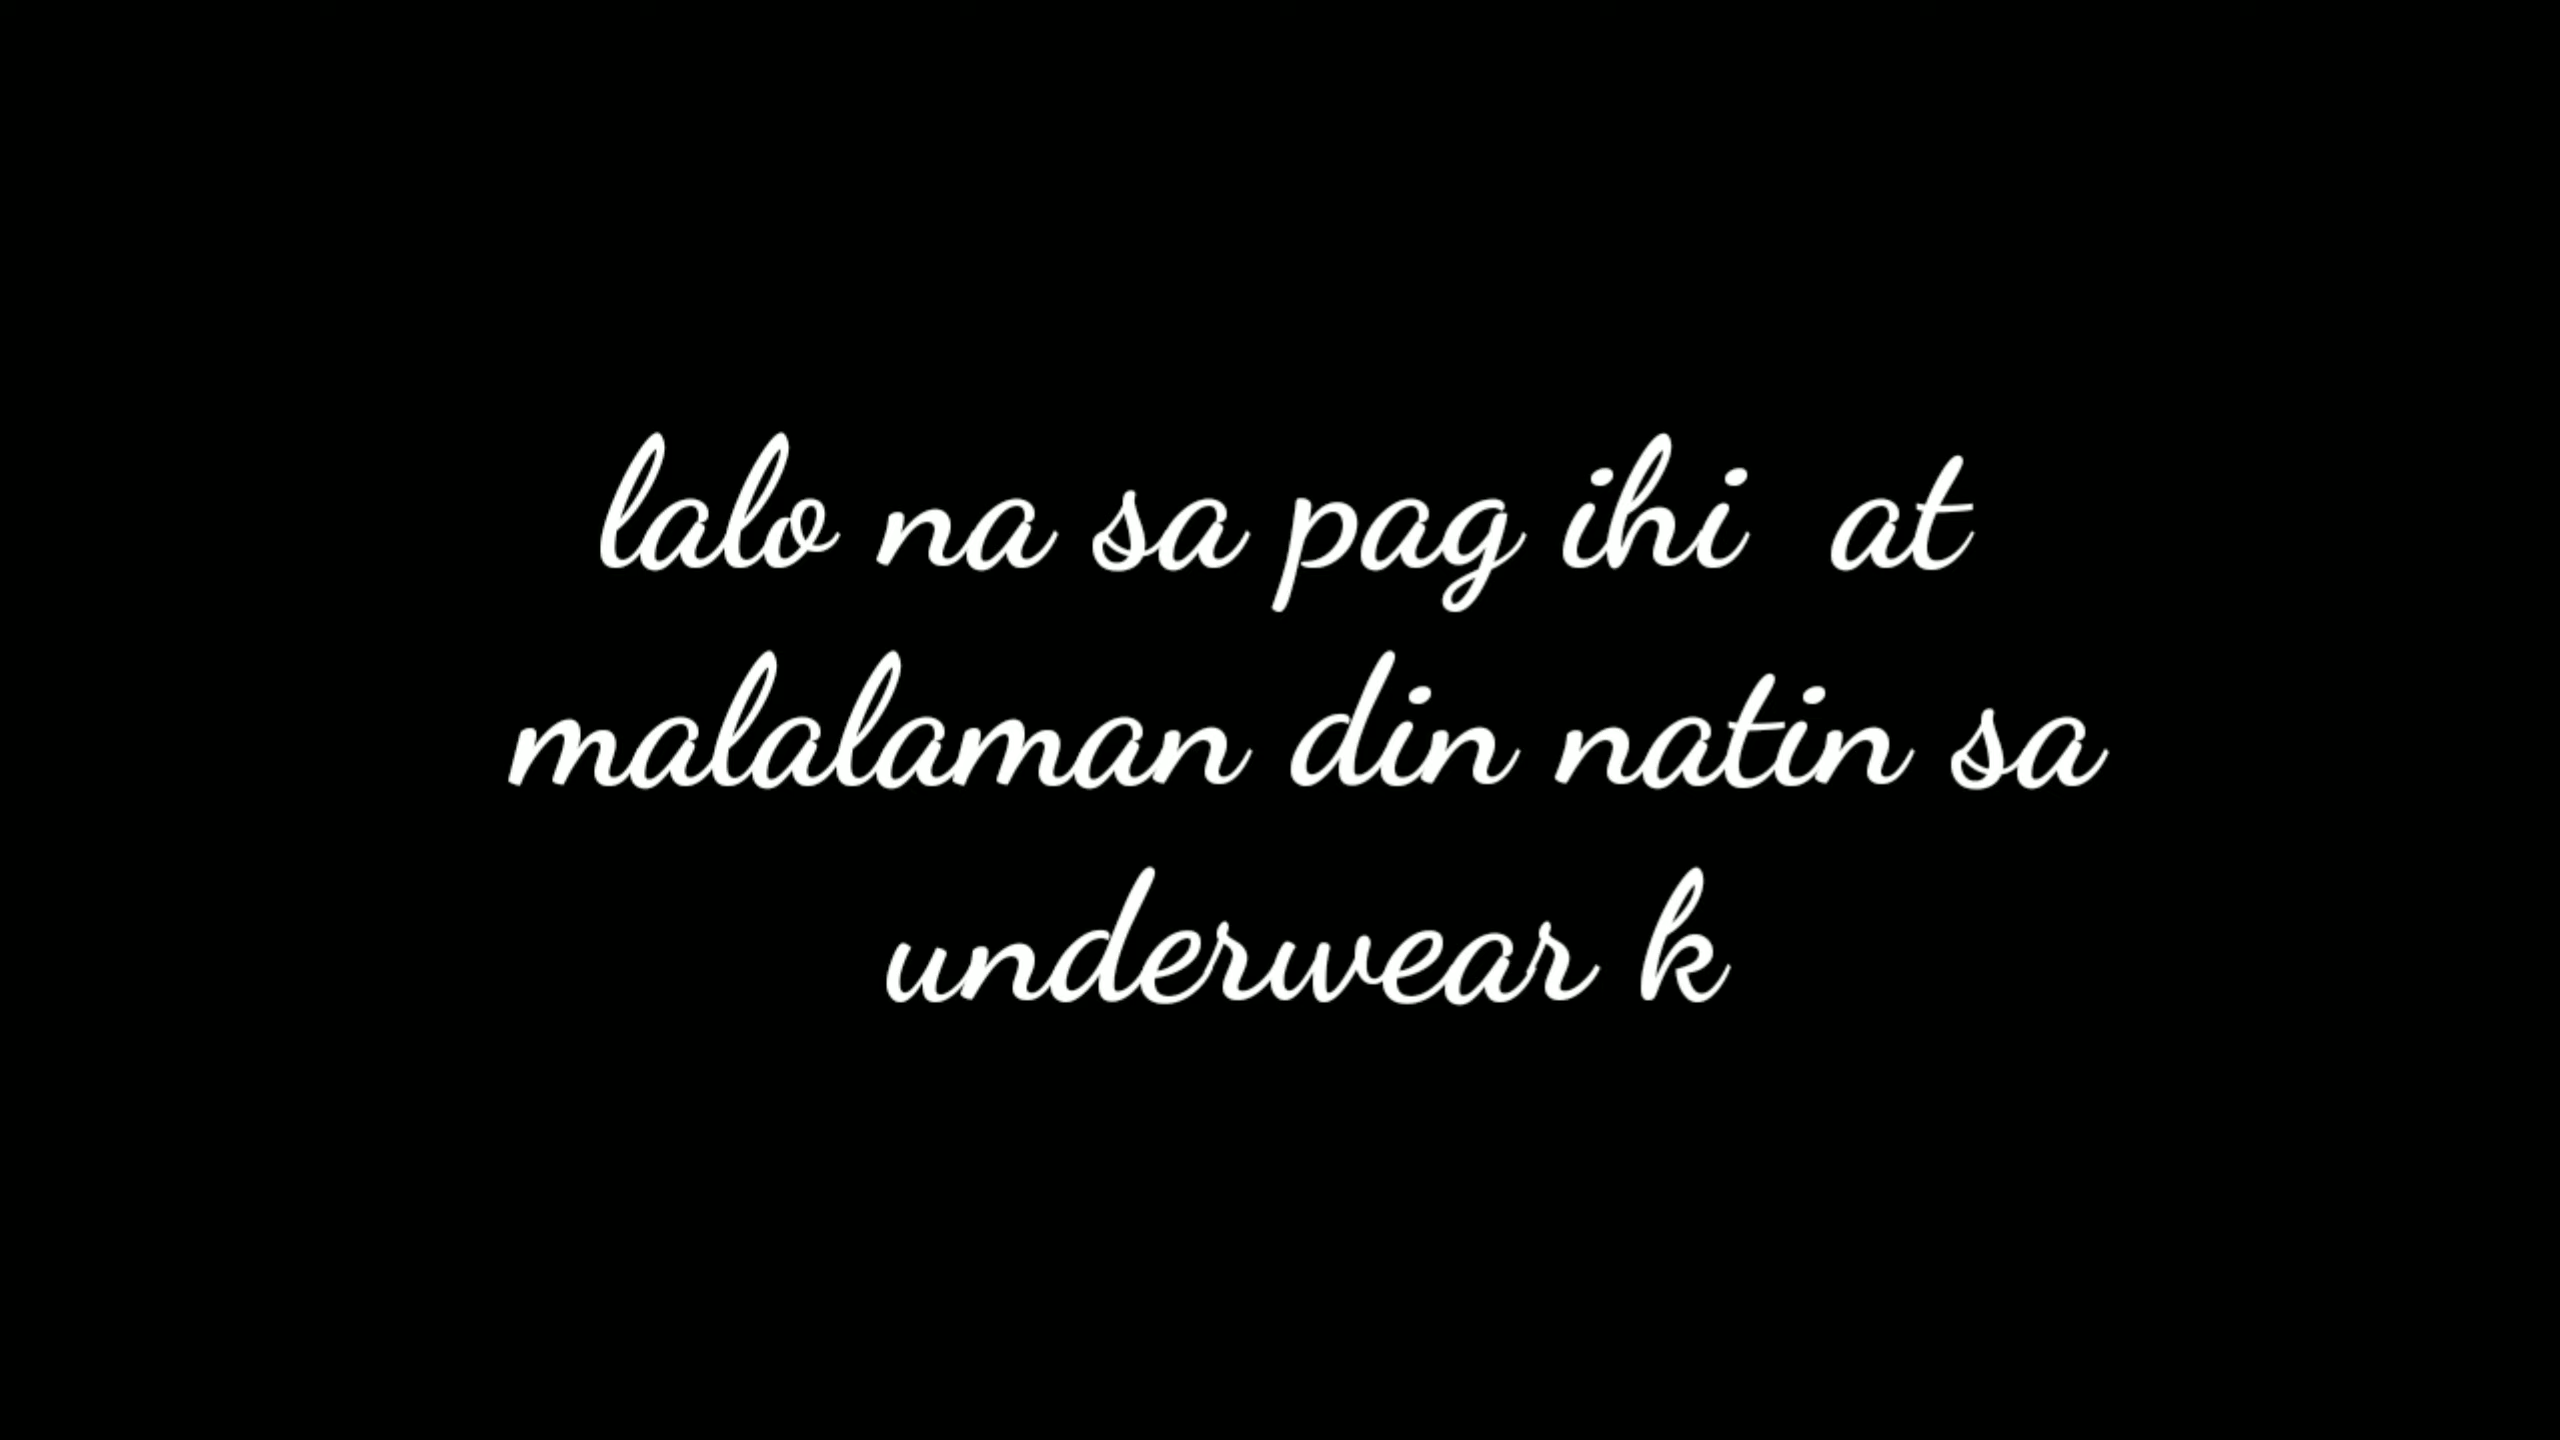 lalo na sa pag ihi  at
malalaman din natin sa
underwear k